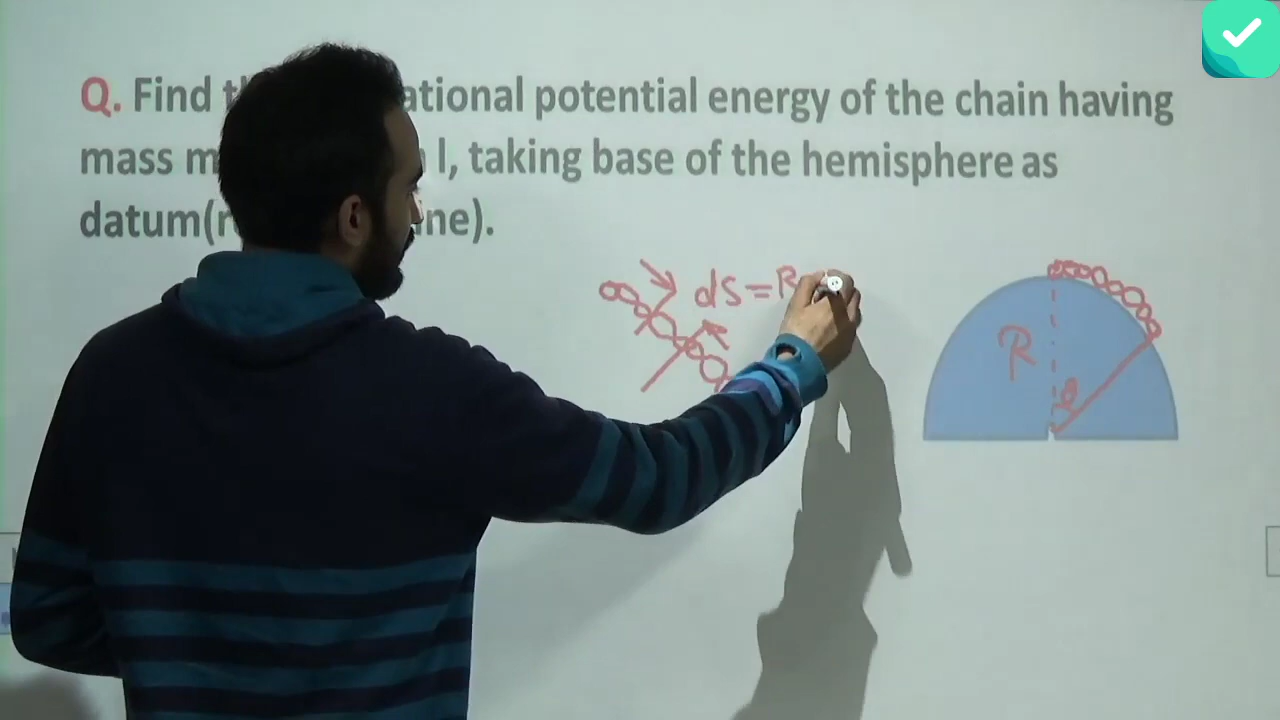 Q. Find ational potential energy of the chain having
mass m l, taking base of the hemisphere as
datum( ne).
dS=R
R
θ